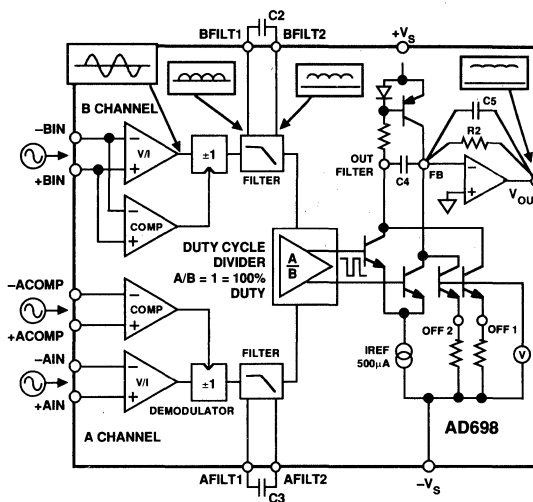 BFILT1
C2
BFILT2
+VS
B CHANNEL
–BIN
+BIN
V/I
±1
COMP
FILTER
OUT
FILTER
C4
FB
C5
R2
VOU
DUTY CYCLE
DIVIDER
A/B = 1 = 100%
DUTY
A
B
–ACOMP
+ACOMP
COMP
–AIN
+AIN
V/I
±1
DEMODULATOR
FILTER
A CHANNEL
IREF
500µA
OFF 2
OFF 1
V
AD698
AFILT1
C3
AFILT2
–VS